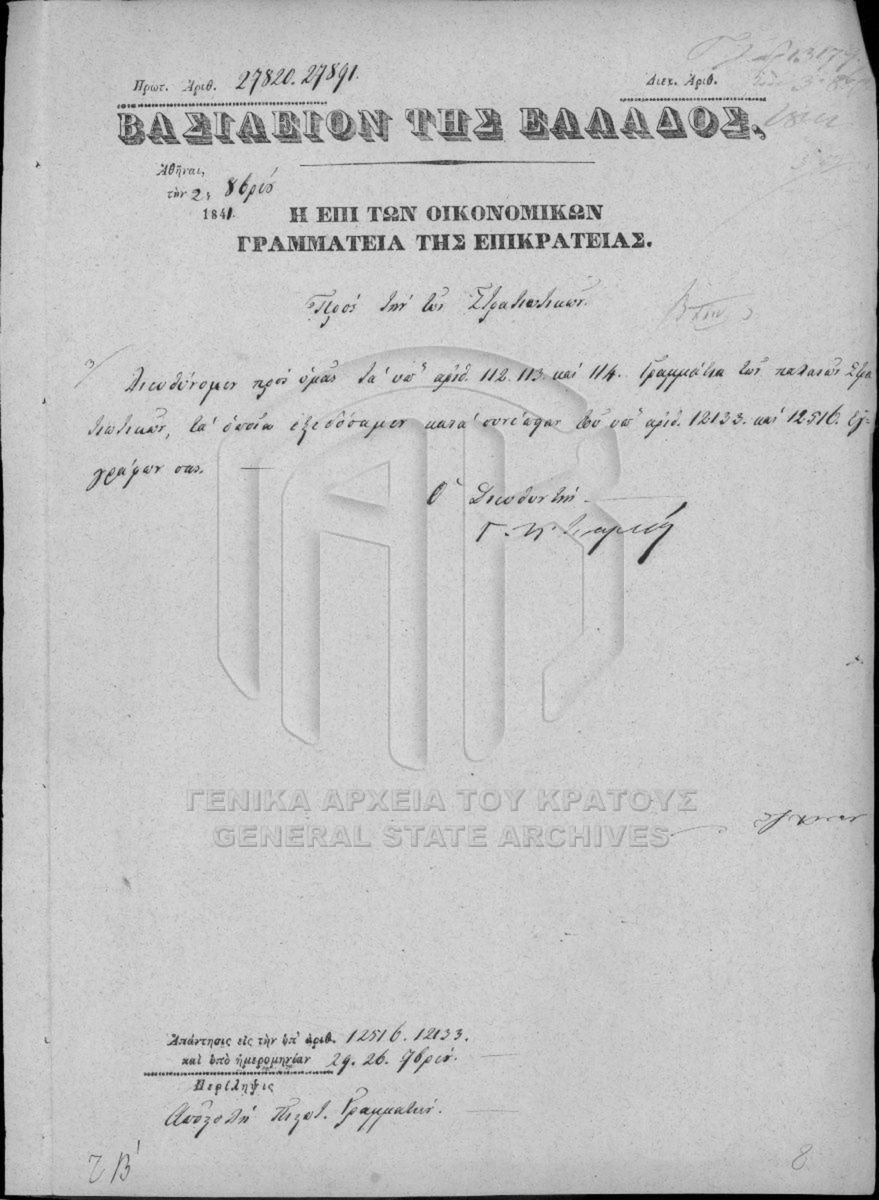 Πρωτ. Ἀριθ. 27820. 27891.
Διεκ. Ἀριθ.
ΒΑΣΙΛΕΙΟΝ ΤΗΣ ΕΛΛΑΔΟΣ.
Ἀθῆναι,
τὴν 2, 8βρίου
1841.
Η ΕΠΙ ΤΩΝ ΟΙΚΟΝΟΜΙΚΩΝ
ΓΡΑΜΜΑΤΕΙΑ ΤΗΣ ΕΠΙΚΡΑΤΕΙΑΣ.
Πρὸς τὴν τῶν Στρατιωτικῶν.
Διευθύνομεν πρὸς ὑμᾶς τὰ ὑπ' ἀριθ. 112. 113. καὶ 114. Γραμμάτια τῶν παλαιῶν Στρα
τιωτικῶν, τὰ ὁποῖα ἐξεδόσαμεν κατὰ συνέπειαν τῶν ὑπ' ἀριθ. 12133. καὶ 12516. ἐγ
γράφων σας.
Ὁ Διευθυντὴς
ΓΕΝΙΚΑ ΑΡΧΕΙΑ ΤΟΥ ΚΡΑΤΟΥΣ
GENERAL STATE ARCHIVES
Ἀπάντησις εἰς τὴν ὑπ' ἀριθ. 12516. 12133.
καὶ ὑπὸ ἡμερομηνίαν 29. 26. 7βρίου.
Περίληψις
Ἀποστολὴ Πιστ. Γραμματίων.
8